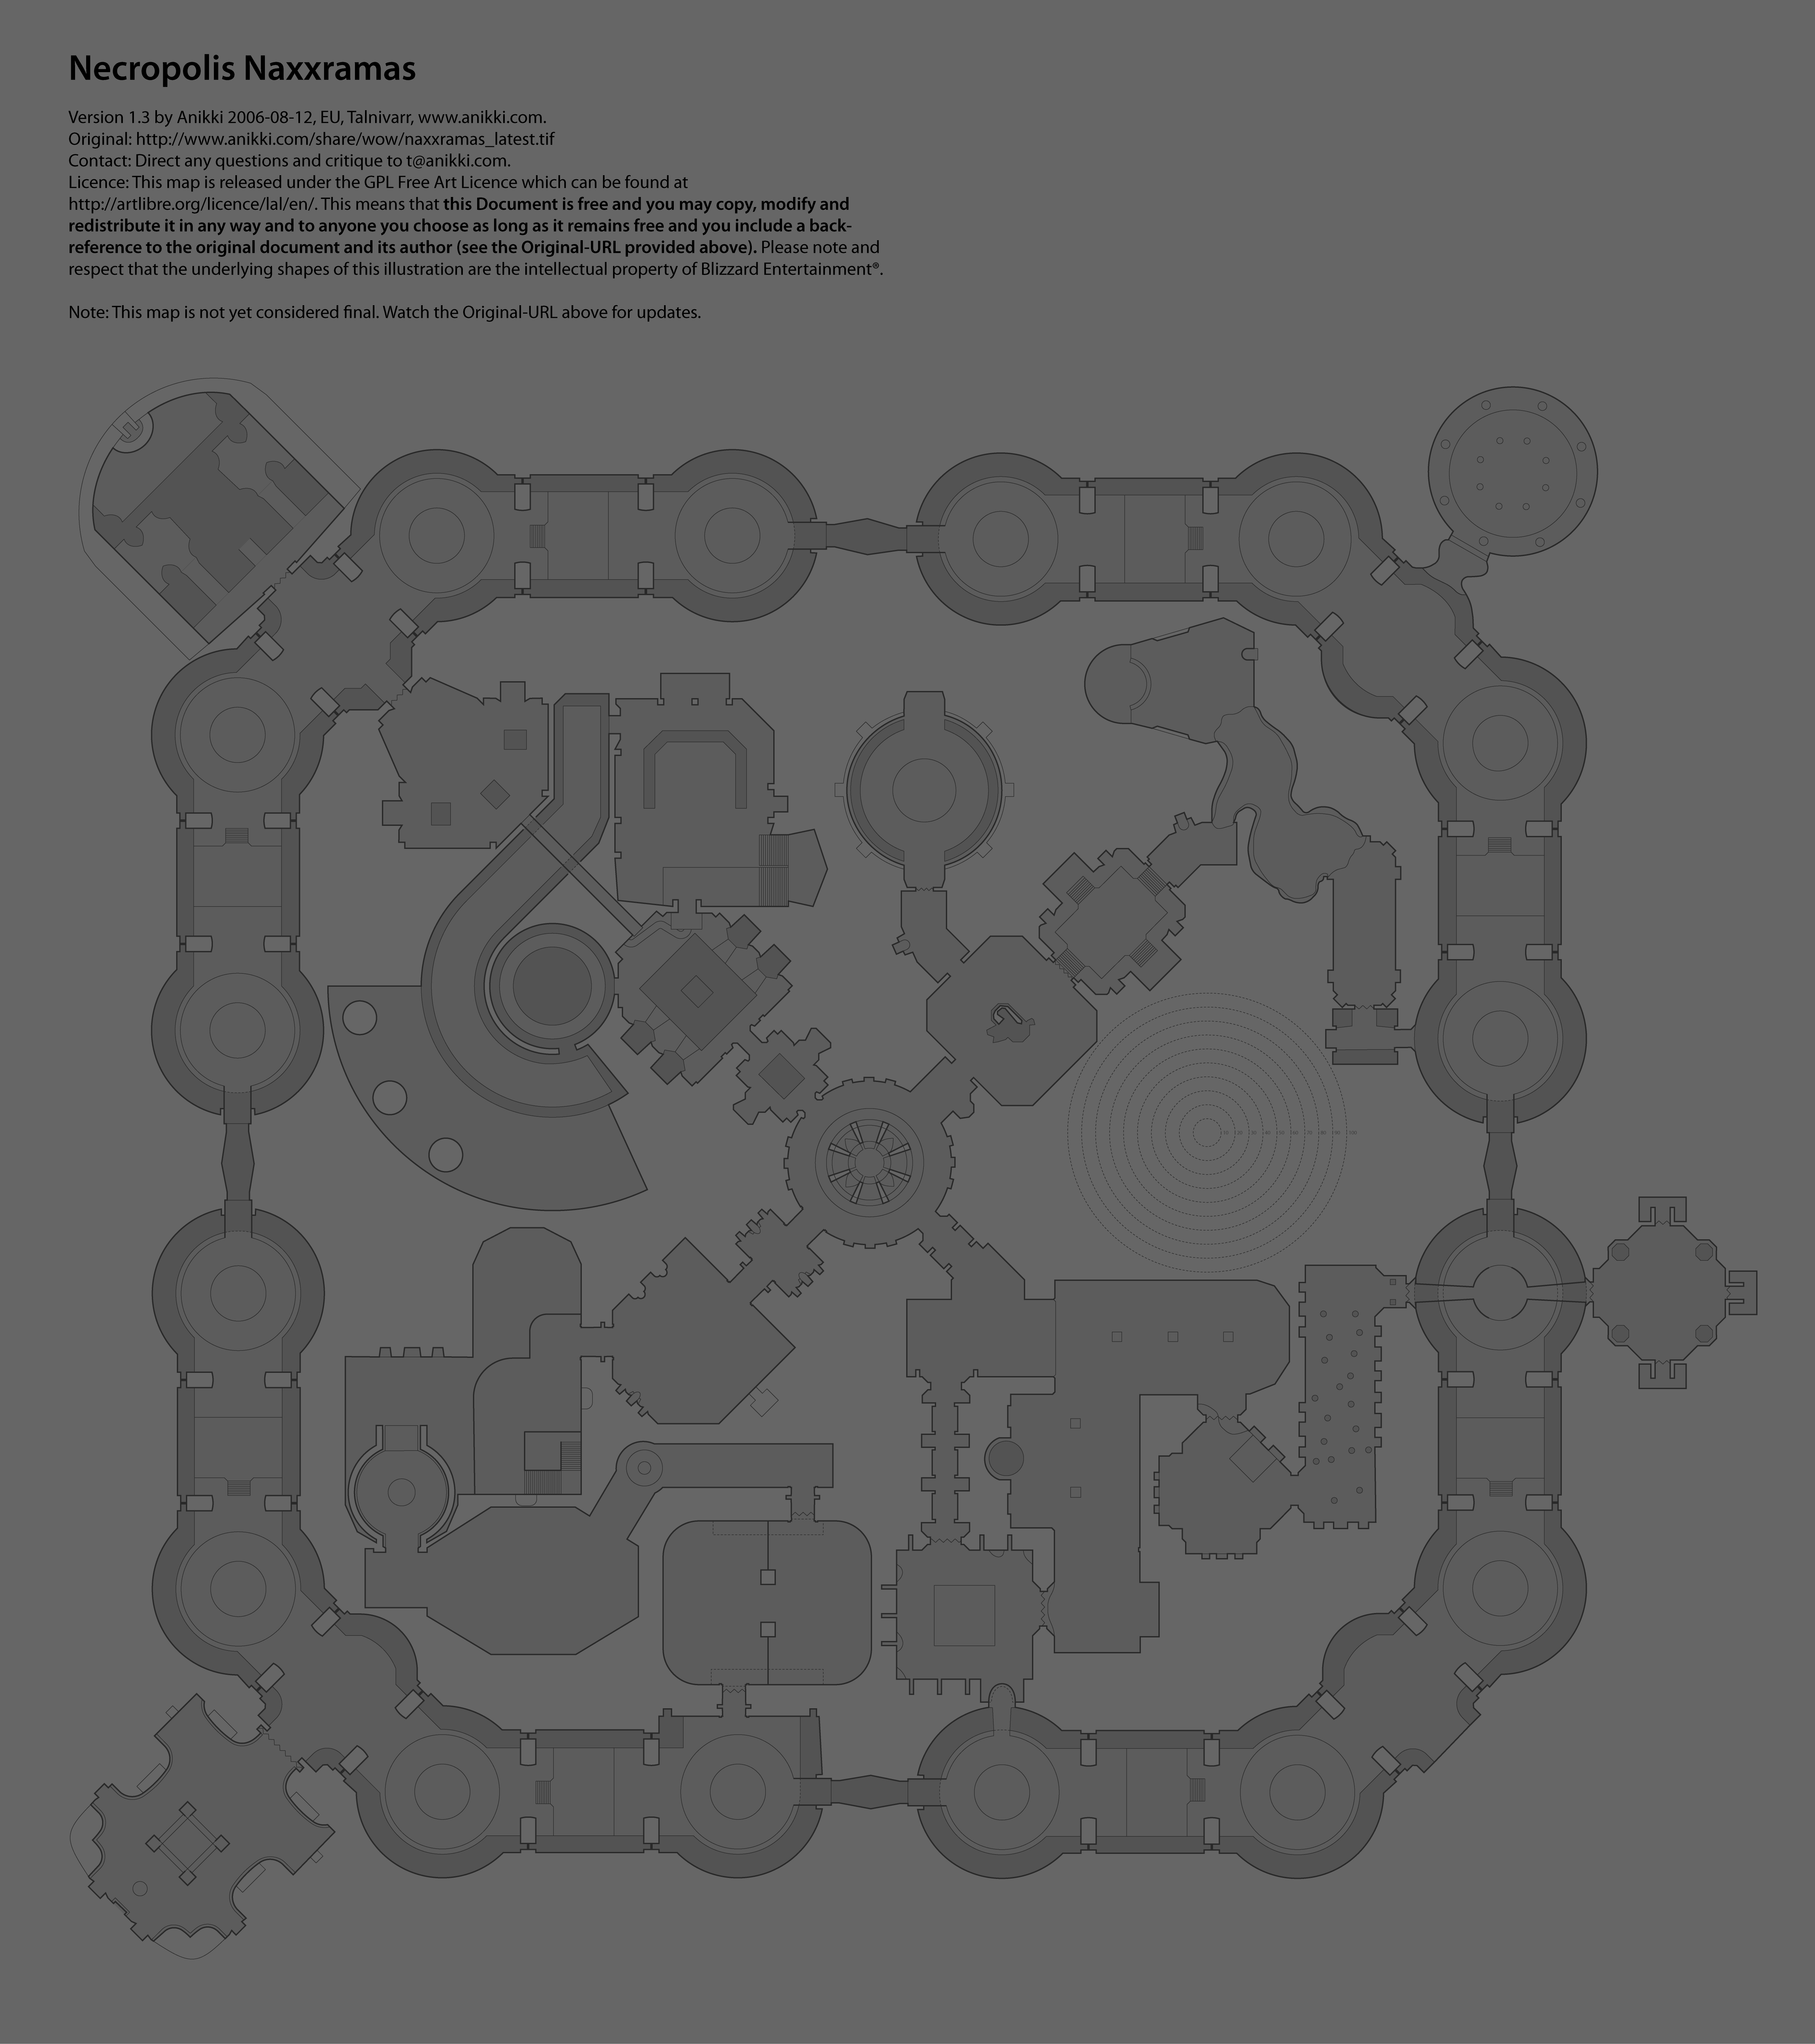 Necropolis Naxxramas
Version 1.3 by Anikki 2006-08-12, EU, Talnivarr, www.anikki.com.
Original: http://www.anikki.com/share/wow/naxxramas_latest.tif
Contact: Direct any questions and critique to t@anikki.com.
Licence: This map is released under the GPL Free Art Licence which can be found at
http://artlibre.org/licence/lal/en/. This means that this Document is free and you may copy, modify and
redistribute it in any way and to anyone you choose as long as it remains free and you include a back-
reference to the original document and its author (see the Original-URL provided above). Please note and
respect that the underlying shapes of this illustration are the intellectual property of Blizzard Entertainment®.
Note: This map is not yet considered final. Watch the Original-URL above for updates.